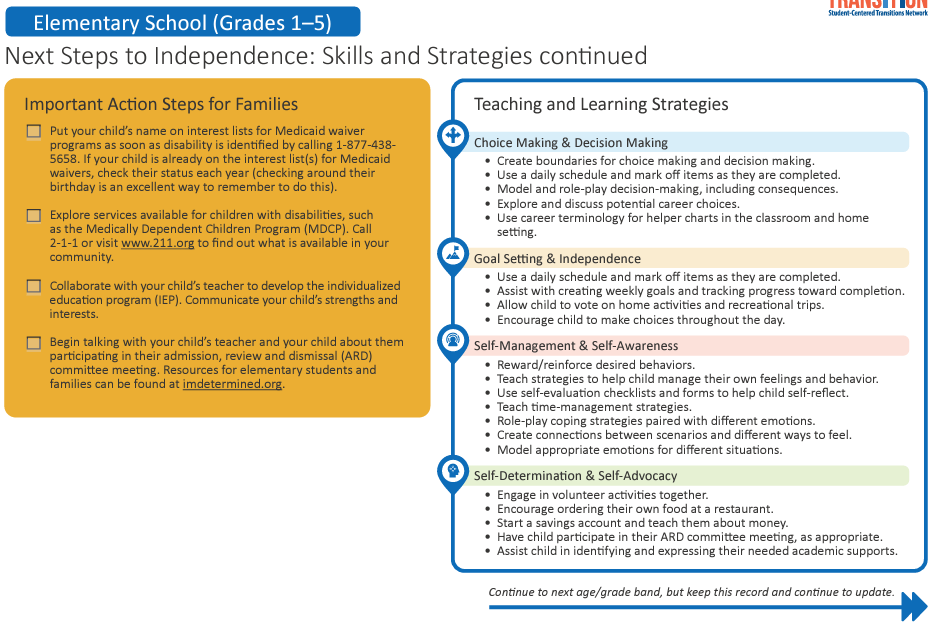 TRANSITION
Student-Centered Transitions Network
Elementary School (Grades 1–5)
Next Steps to Independence: Skills and Strategies continued
Important Action Steps for Families
Put your child's name on interest lists for Medicaid waiver
programs as soon as disability is identified by calling 1-877-438-
5658. If your child is already on the interest list(s) for Medicaid
waivers, check their status each year (checking around their
birthday is an excellent way to remember to do this).
Explore services available for children with disabilities, such
as the Medically Dependent Children Program (MDCP). Call
2-1-1 or visit www.211.org to find out what is available in your
community.
Collaborate with your child's teacher to develop the individualized
education program (IEP). Communicate your child's strengths and
interests.
Begin talking with your child's teacher and your child about them
participating in their admission, review and dismissal (ARD)
committee meeting. Resources for elementary students and
families can be found at imdetermined.org.
Teaching and Learning Strategies
Choice Making & Decision Making
• Create boundaries for choice making and decision making.
• Use a daily schedule and mark off items as they are completed.
• Model and role-play decision-making, including consequences.
• Explore and discuss potential career choices.
• Use career terminology for helper charts in the classroom and home
setting.
Goal Setting & Independence
• Use a daily schedule and mark off items as they are completed.
• Assist with creating weekly goals and tracking progress toward completion.
• Allow child to vote on home activities and recreational trips.
• Encourage child to make choices throughout the day.
Self-Management & Self-Awareness
• Reward/reinforce desired behaviors.
• Teach strategies to help child manage their own feelings and behavior.
• Use self-evaluation checklists and forms to help child self-reflect.
• Teach time-management strategies.
• Role-play coping strategies paired with different emotions.
• Create connections between scenarios and different ways to feel.
• Model appropriate emotions for different situations.
Self-Determination & Self-Advocacy
• Engage in volunteer activities together.
• Encourage ordering their own food at a restaurant.
• Start a savings account and teach them about money.
• Have child participate in their ARD committee meeting, as appropriate.
• Assist child in identifying and expressing their needed academic supports.
Continue to next age/grade band, but keep this record and continue to update.